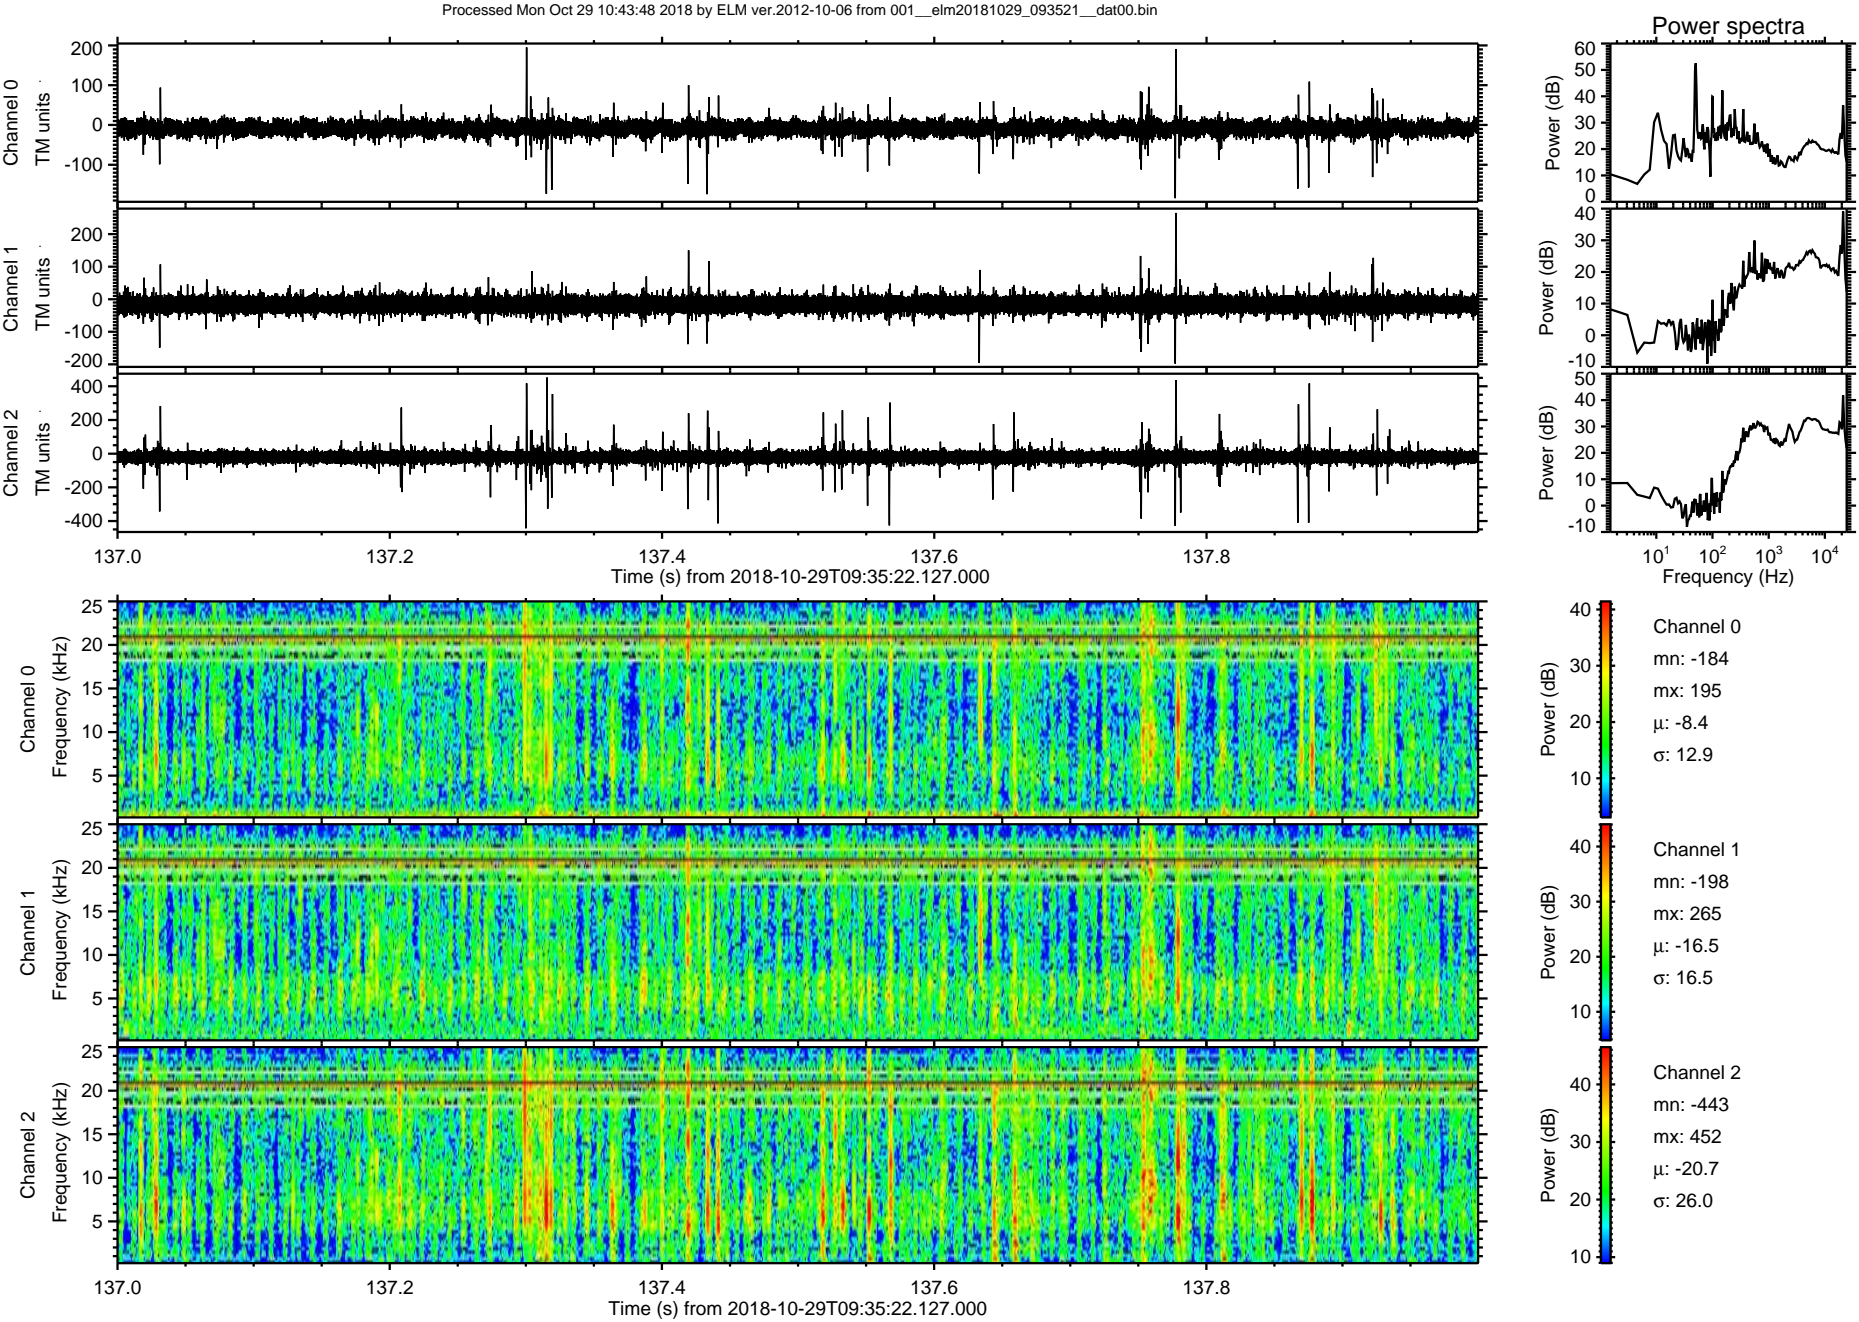 Processed Mon Oct 29 10:43:48 2018 by ELM ver.2012-10-06 from 001__elm20181029_093521__dat00.bin
Power spectra
Channel 0
TM units
200
100
0
-100
Power (dB)
60
50
40
30
20
10
0
Channel 1
TM units
200
100
0
-100
-200
Power (dB)
40
30
20
10
0
-10
Channel 2
TM units
400
200
0
-200
-400
Power (dB)
50
40
30
20
10
0
-10
137.0 137.2 137.4 137.6 137.8
Time (s) from 2018-10-29T09:35:22.127.000
10¹ 10² 10³ 10⁴
Frequency (Hz)
Channel 0
Frequency (kHz)
25
20
15
10
5
Power (dB)
40
30
20
10
Channel 0
mn: -184
mx: 195
μ: -8.4
σ: 12.9
Channel 1
Frequency (kHz)
25
20
15
10
5
Power (dB)
40
30
20
10
Channel 1
mn: -198
mx: 265
μ: -16.5
σ: 16.5
Channel 2
Frequency (kHz)
25
20
15
10
5
Power (dB)
40
30
20
10
Channel 2
mn: -443
mx: 452
μ: -20.7
σ: 26.0
137.0 137.2 137.4 137.6 137.8
Time (s) from 2018-10-29T09:35:22.127.000